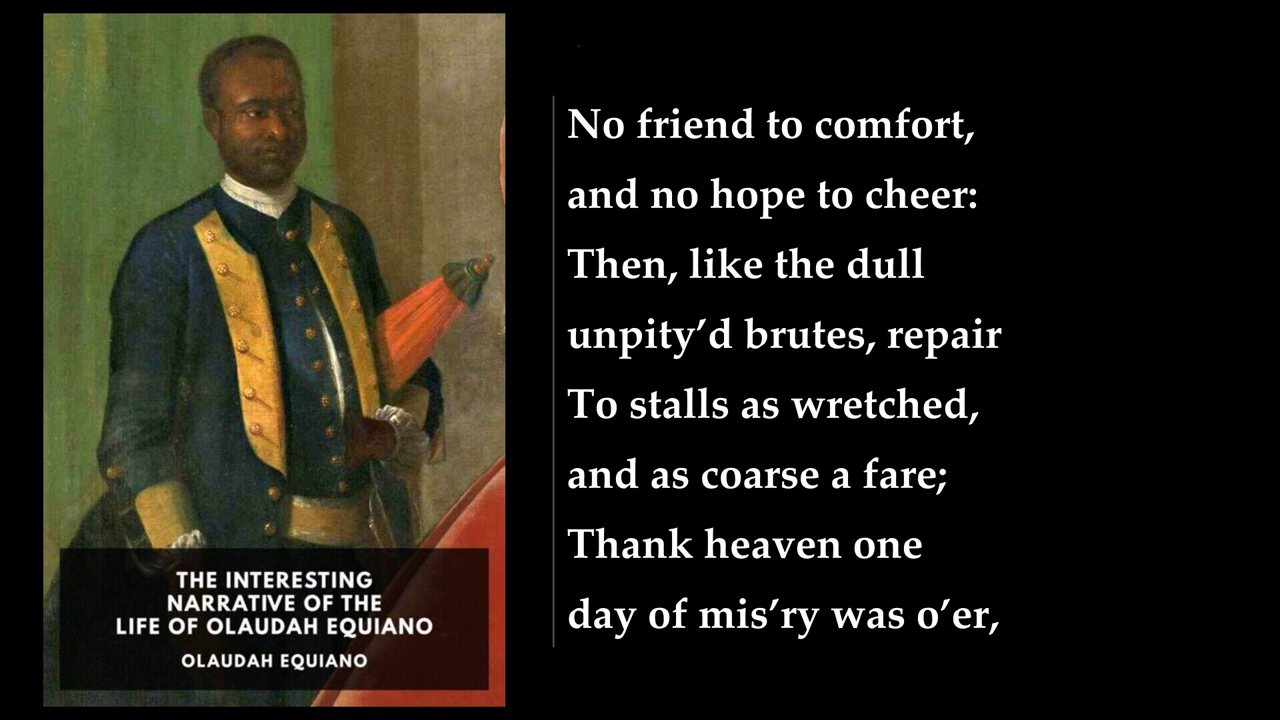 THE INTERESTING
NARRATIVE OF THE
LIFE OF OLAUDAH EQUIANO
OLAUDAH EQUIANO
No friend to comfort,
and no hope to cheer:
Then, like the dull
unpity’d brutes, repair
To stalls as wretched,
and as coarse a fare;
Thank heaven one
day of mis’ry was o’er,